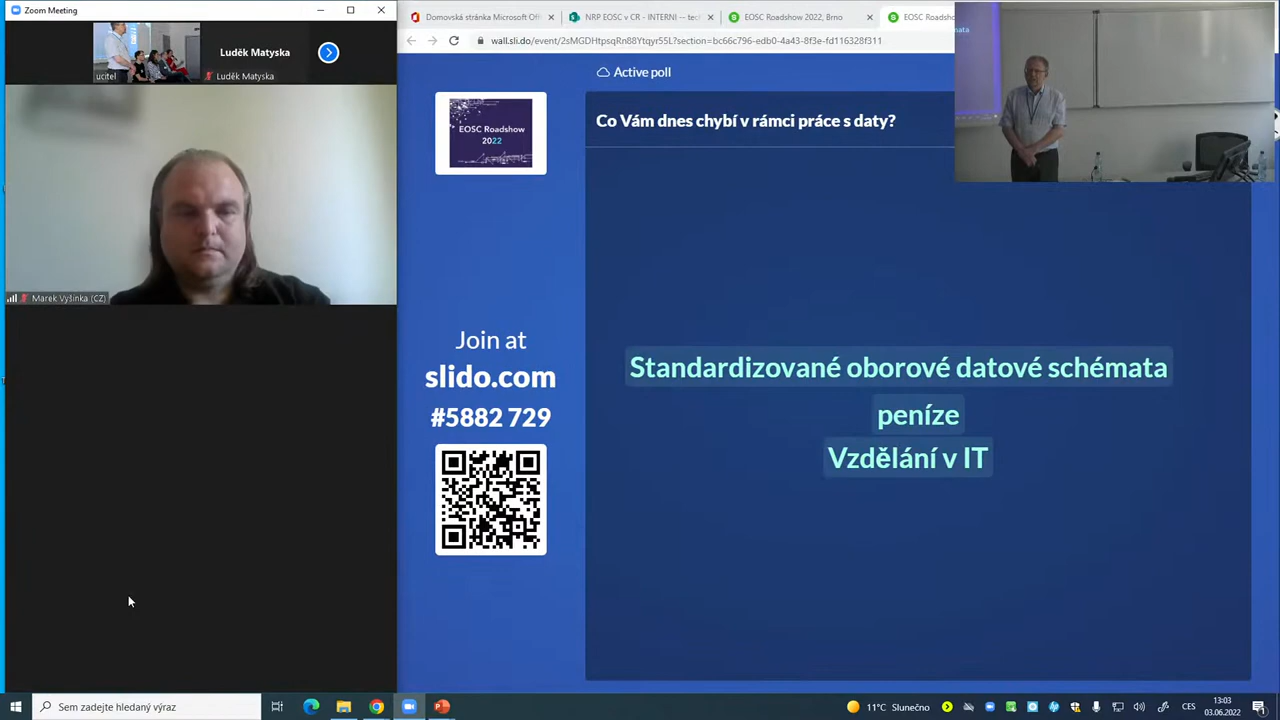 Zoom Meeting
ucitel
Luděk Matyska
Luděk Matyska
Marek Vyšinka (CZ)
Domovská stránka Microsoft Off
NRP EOSC v CR - INTERNI -- tec
EOSC Roadshow 2022, Brno
EOSC Roadsh
wall.sli.do/event/2sMGDHtpsqRn88Ytqyr55L?section=bc66c796-edb0-4a43-8f3e-fd116328f311
Active poll
EOSC Roadshow
2022
Co Vám dnes chybí v rámci práce s daty?
Join at
slido.com
#5882 729
Standardizované oborové datové schémata
peníze
Vzdělání v IT
Sem zadejte hledaný výraz
11°C Slunečno
CES
13:03
03.06.2022